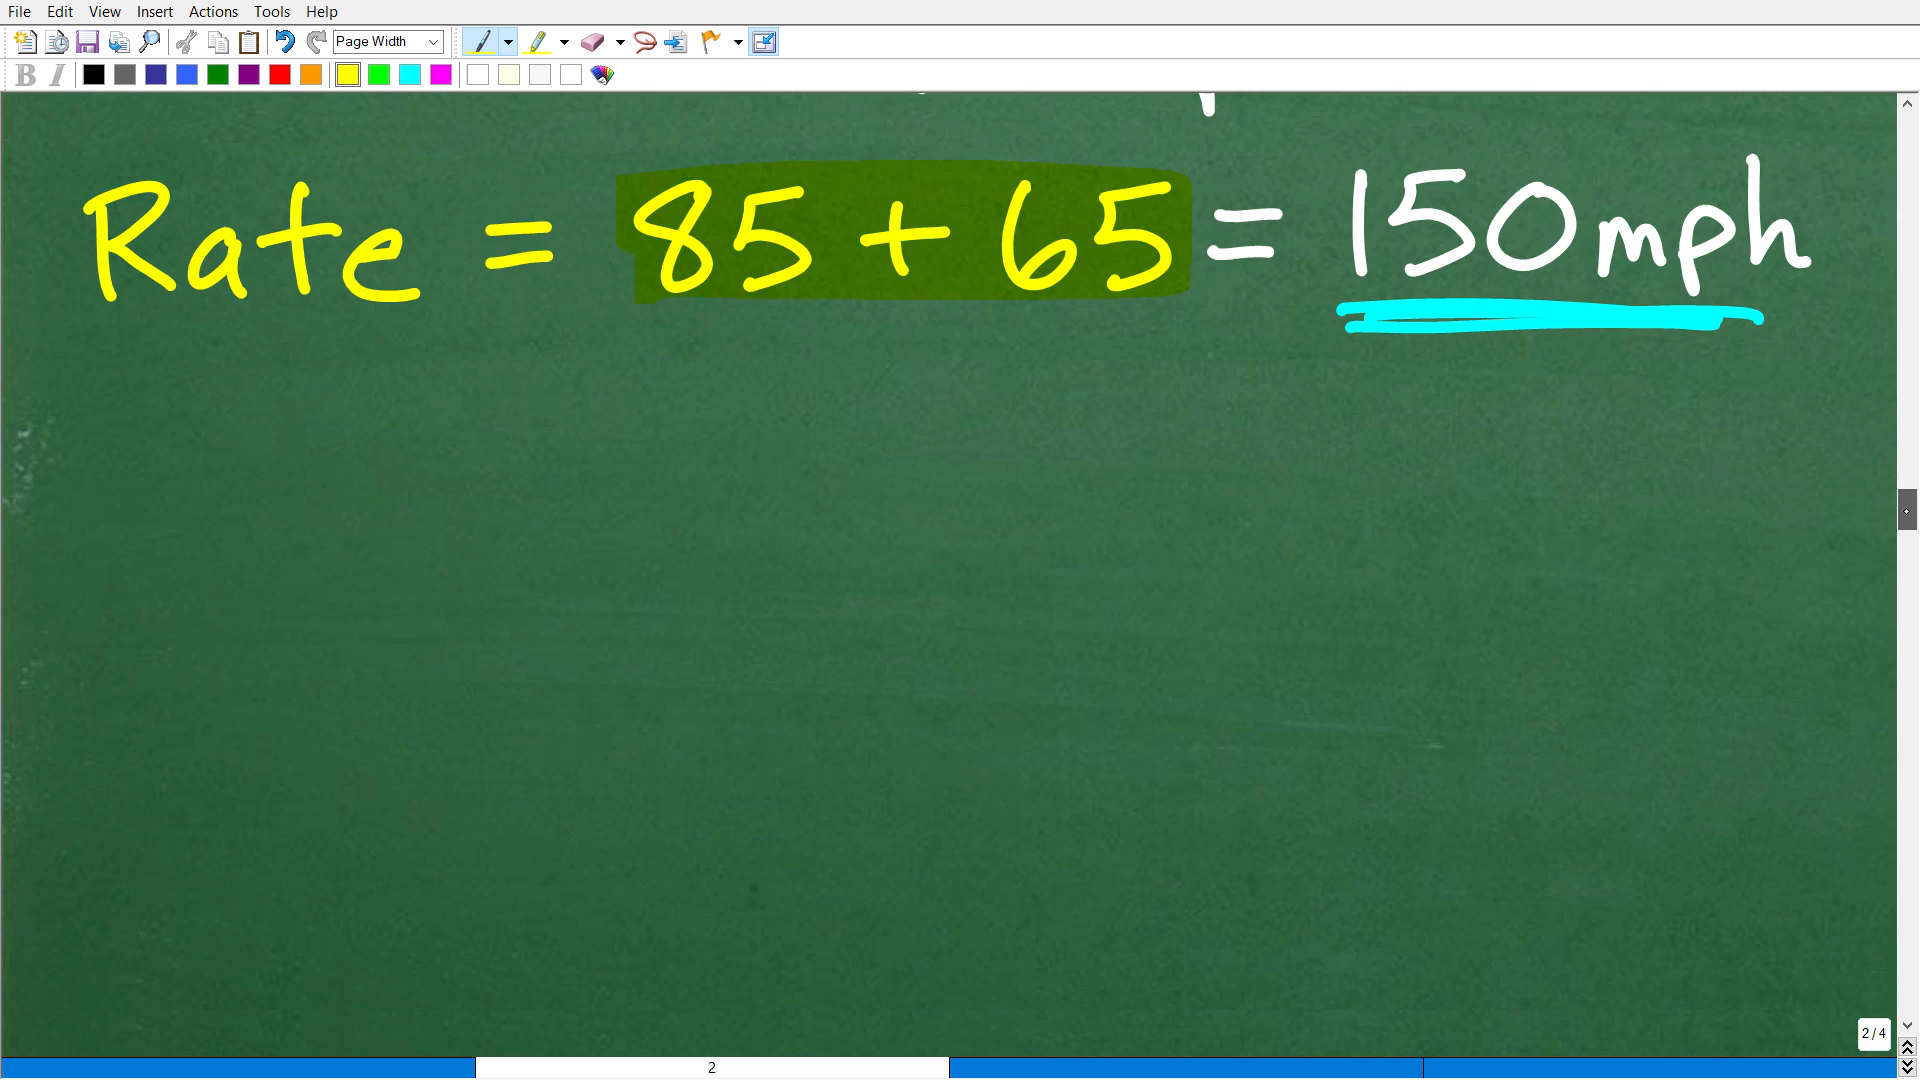 File Edit View Insert Actions Tools Help
Page Width
B I
Rate = 85 + 65 = 150mph
2 / 4
2